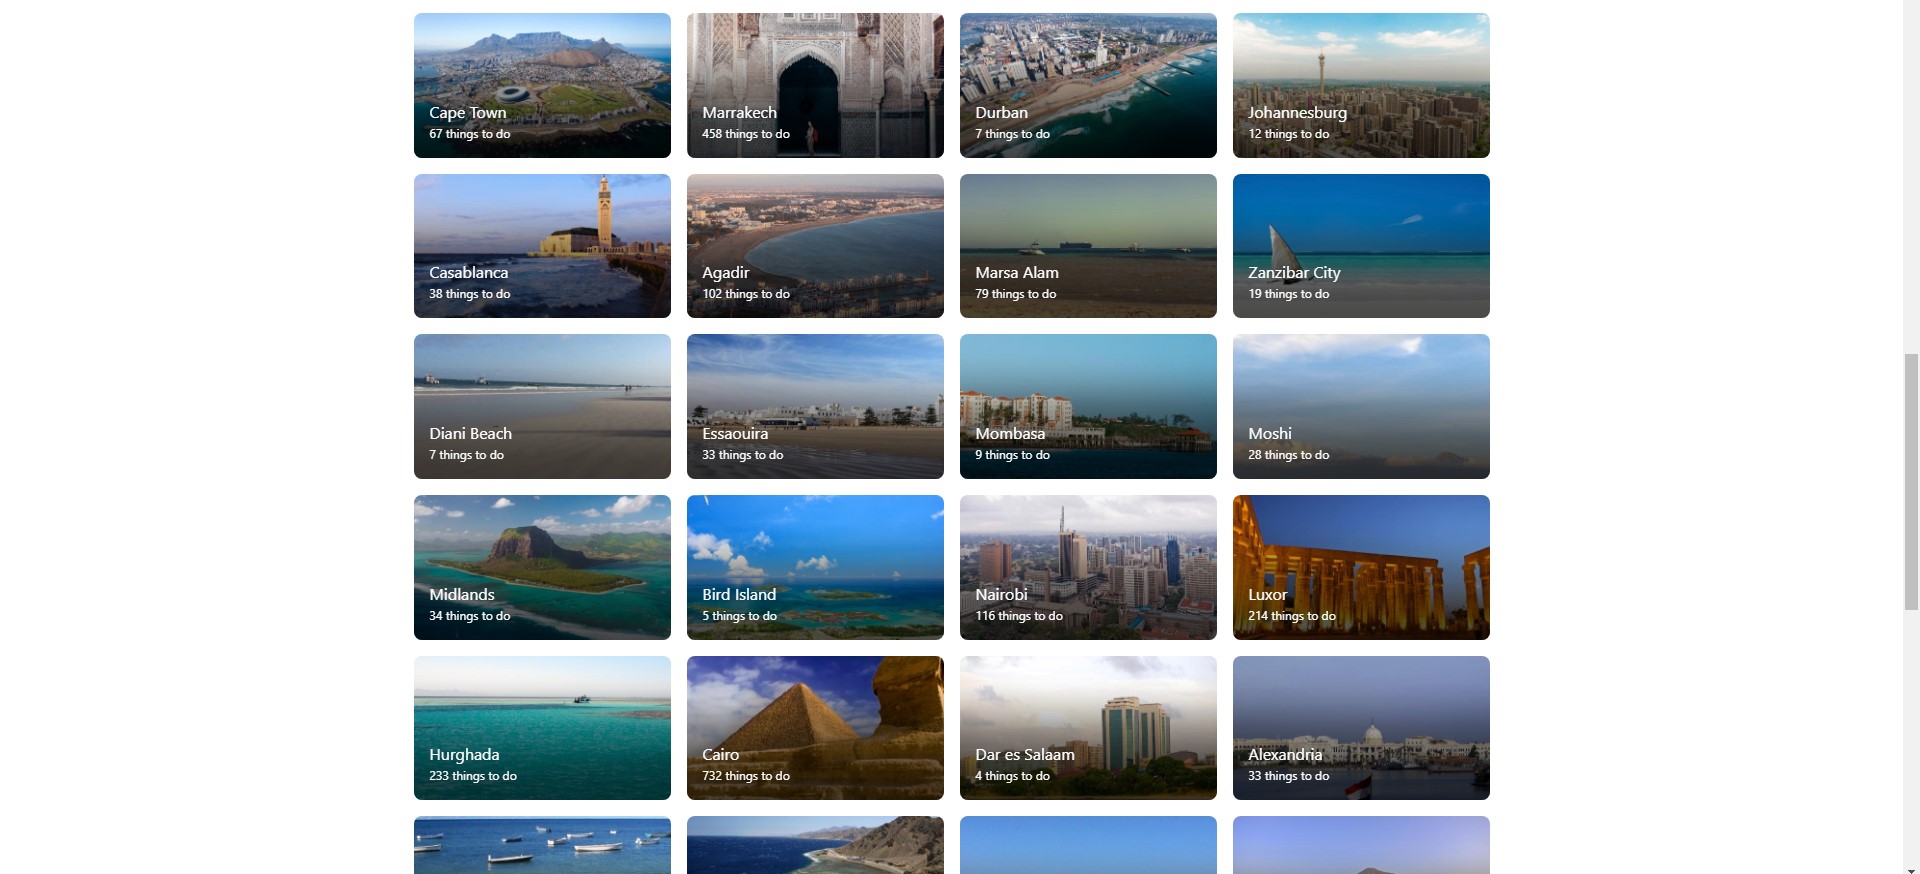 Cape Town
67 things to do
Marrakech
458 things to do
Durban
7 things to do
Johannesburg
12 things to do
Casablanca
38 things to do
Agadir
102 things to do
Marsa Alam
79 things to do
Zanzibar City
19 things to do
Diani Beach
7 things to do
Essaouira
33 things to do
Mombasa
9 things to do
Moshi
28 things to do
Midlands
34 things to do
Bird Island
5 things to do
Nairobi
116 things to do
Luxor
214 things to do
Hurghada
233 things to do
Cairo
732 things to do
Dar es Salaam
4 things to do
Alexandria
33 things to do